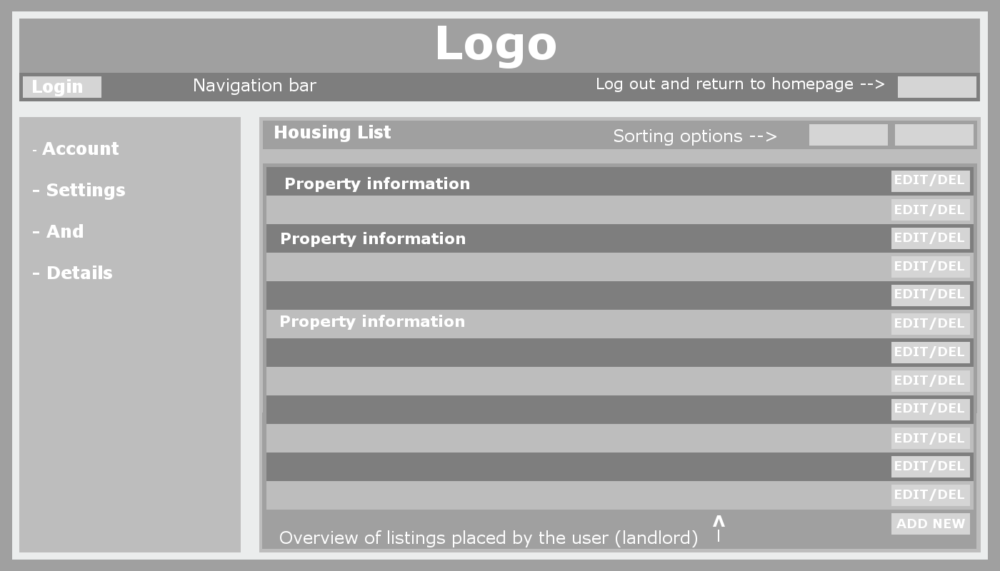 Logo
Login
Navigation bar
Log out and return to homepage -->
- Account
- Settings
- And
- Details
Housing List
Sorting options -->
Property information
EDIT/DEL
EDIT/DEL
Property information
EDIT/DEL
EDIT/DEL
EDIT/DEL
Property information
EDIT/DEL
EDIT/DEL
EDIT/DEL
EDIT/DEL
EDIT/DEL
EDIT/DEL
EDIT/DEL
ADD NEW
Overview of listings placed by the user (landlord)